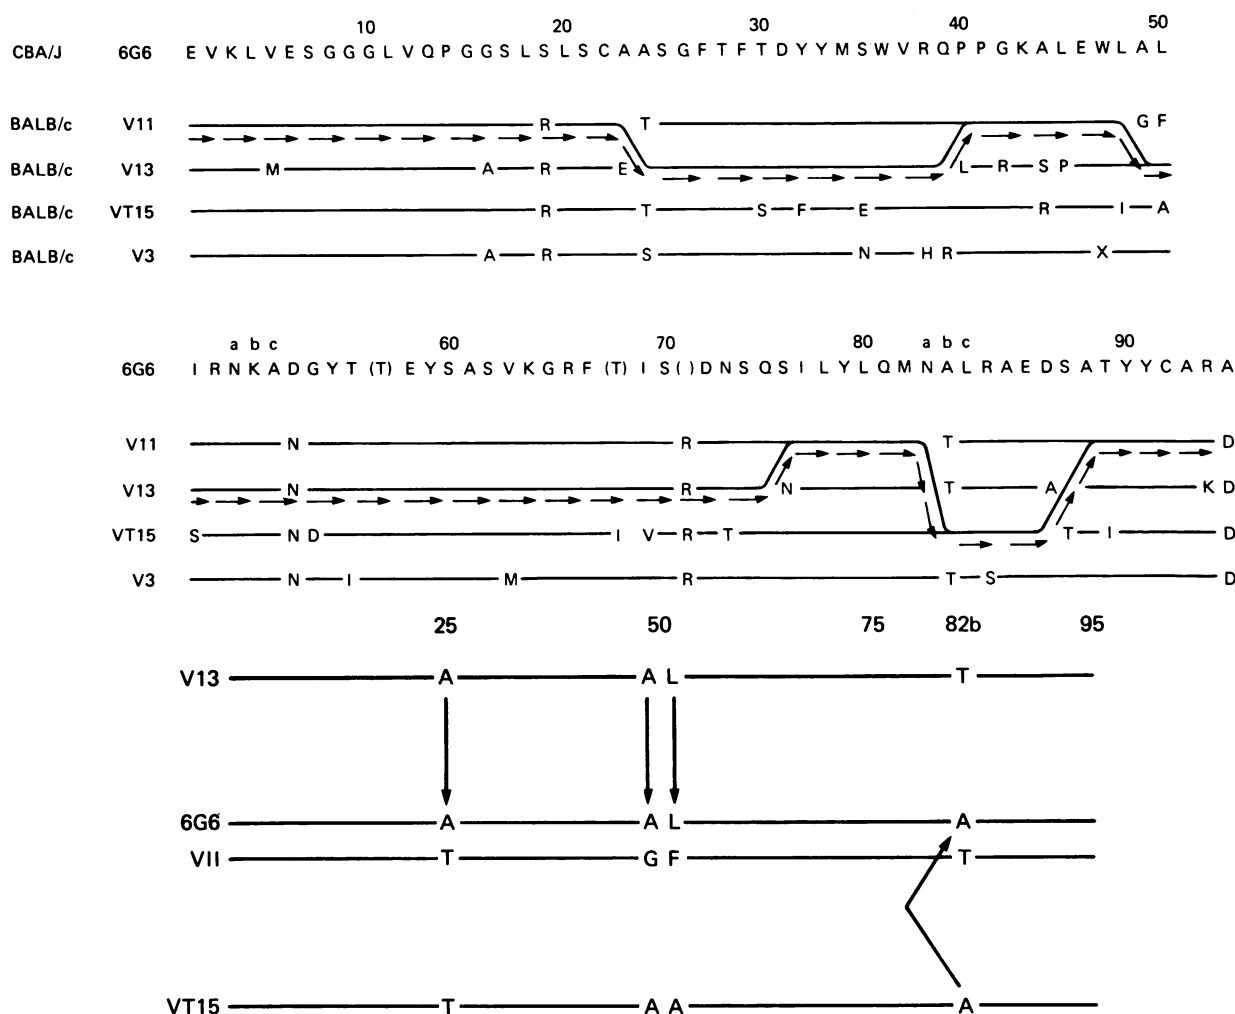 10 20 30 40 50
CBA/J 6G6 E V K L V E S G G G L V Q P G G S L S L S C A A S G F T F T D Y Y M S W V R Q P P G K A L E W L A L
BALB/c V11 R T G F
BALB/c V13 M A R E L R S P
BALB/c VT15 R T S F E R I A
BALB/c V3 A R S N H R X
a b c 60 70 80 a b c 90
6G6 I R N K A D G Y T (T) E Y S A S V K G R F (T) I S ( ) D N S Q S I L Y L Q M N A L R A E D S A T Y Y C A R A
V11 N R T D
V13 N R N T A K D
VT15 S N D I V R T T I D
V3 N I M R T S D
25 50 75 82b 95
V13 A A L T
6G6 A A L A
VII T G F T
VT15 T A A A